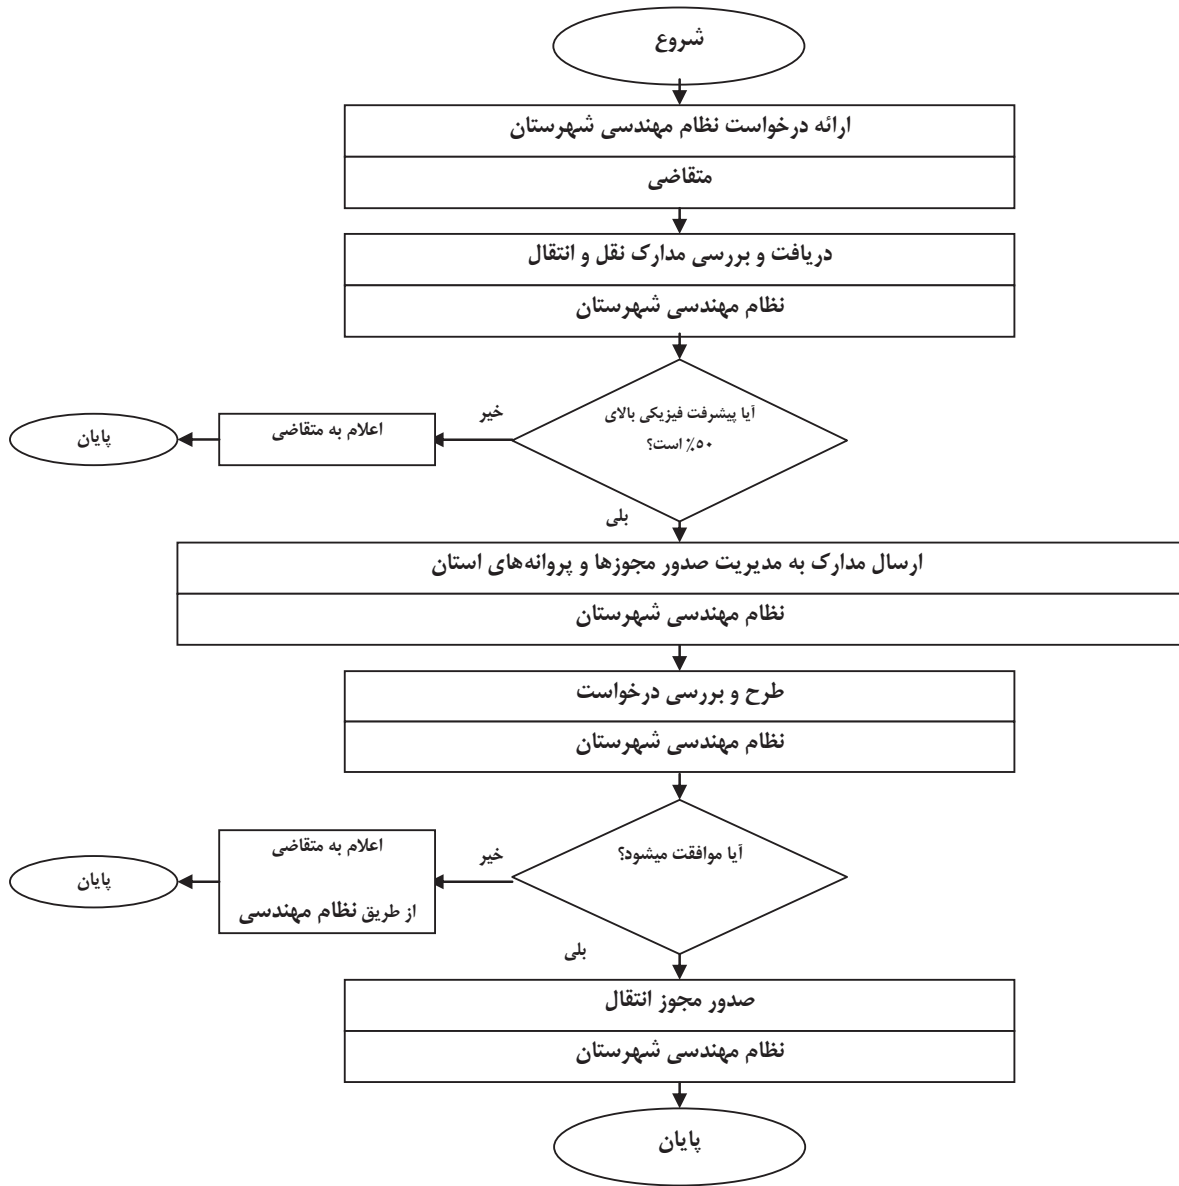 شروع
ارائه درخواست نظام مهندسی شهرستان
متقاضی
دریافت و بررسی مدارک نقل و انتقال
نظام مهندسی شهرستان
آیا پیشرفت فیزیکی بالای
۵۰٪ است؟
خیر
اعلام به متقاضی
پایان
بلی
ارسال مدارک به مدیریت صدور مجوزها و پروانه‌های استان
نظام مهندسی شهرستان
طرح و بررسی درخواست
نظام مهندسی شهرستان
آیا موافقت میشود؟
خیر
اعلام به متقاضی
از طریق نظام مهندسی
پایان
بلی
صدور مجوز انتقال
نظام مهندسی شهرستان
پایان